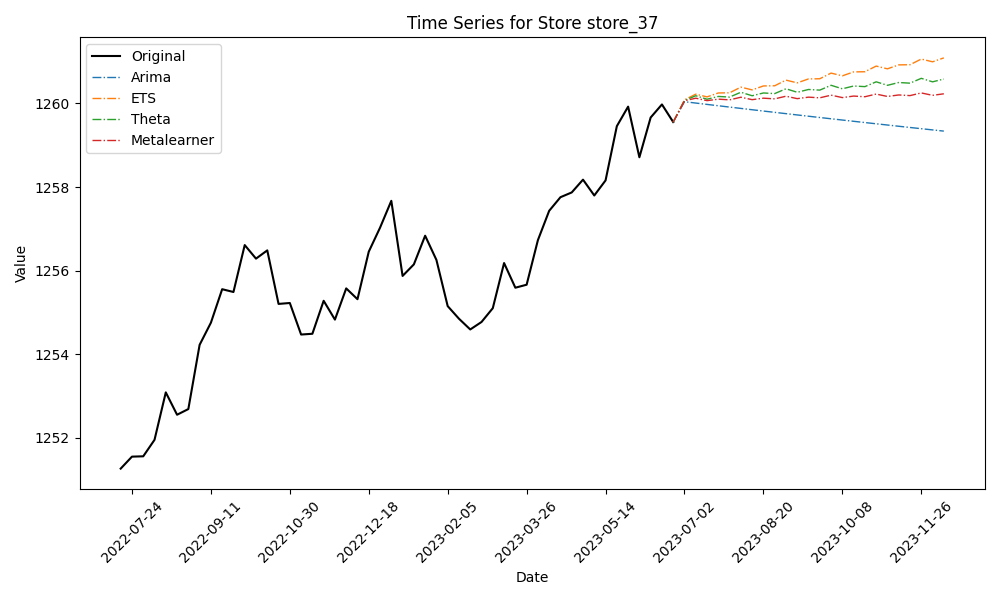 Time Series for Store store_37
Original
Arima
ETS
Theta
Metalearner
1260
1258
1256
1254
1252
Value
2022-07-24
2022-09-11
2022-10-30
2022-12-18
2023-02-05
2023-03-26
2023-05-14
2023-07-02
2023-08-20
2023-10-08
2023-11-26
Date